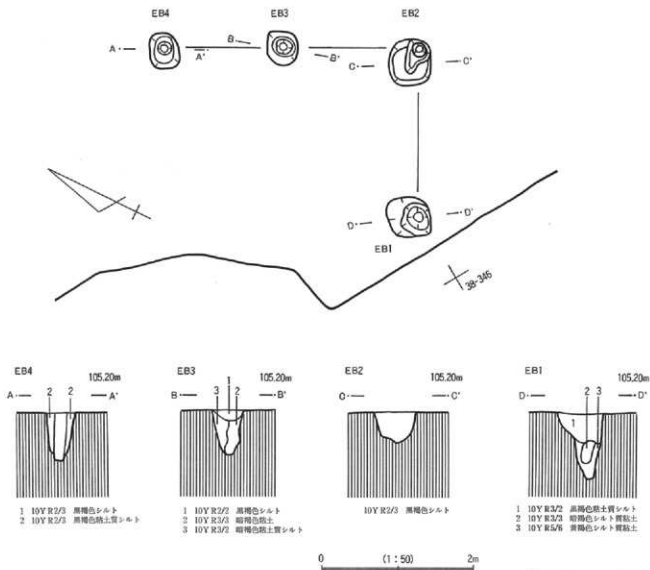 EB4 EB3 EB2
A A' B B' C C'
D D'
EB1
38-346
EB4 105.20m EB3 105.20m EB2 105.20m EB1 105.20m
A 2 2 A' B 3 1 2 B' C C' D 2 3 D'
1
1 10YR2/3 黒褐色シルト
2 10YR2/3 黒褐色粘土質シルト
1 10YR2/2 黒褐色シルト
2 10YR3/3 暗褐色粘土
3 10YR3/2 暗褐色粘土質シルト
10YR2/3 黒褐色シルト
1 10YR3/2 黒褐色粘土質シルト
2 10YR3/3 暗褐色シルト質粘土
3 10YR5/6 黄褐色シルト質粘土
0 (1:50) 2m